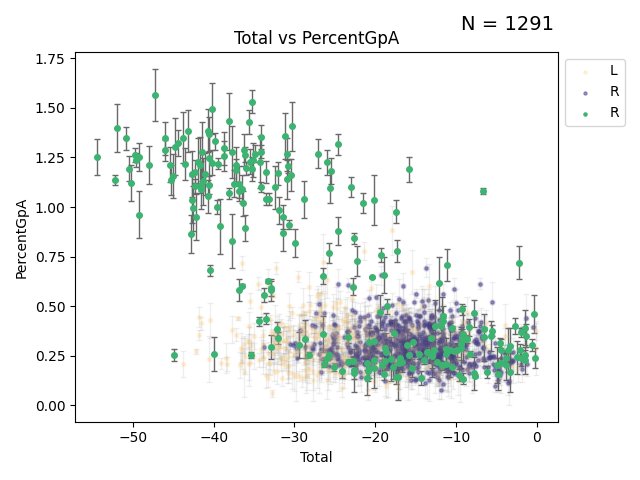 N = 1291
Total vs PercentGpA
1.75
1.50
1.25
1.00
0.75
0.50
0.25
0.00
PercentGpA
−50
−40
−30
−20
−10
0
Total
L
R
R